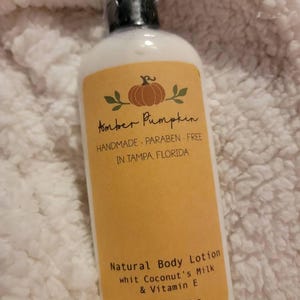 Amber Pumpkin
HANDMADE - PARABEN - FREE
IN TAMPA, FLORIDA
Natural Body Lotion
whit Coconut's Milk
& Vitamin E